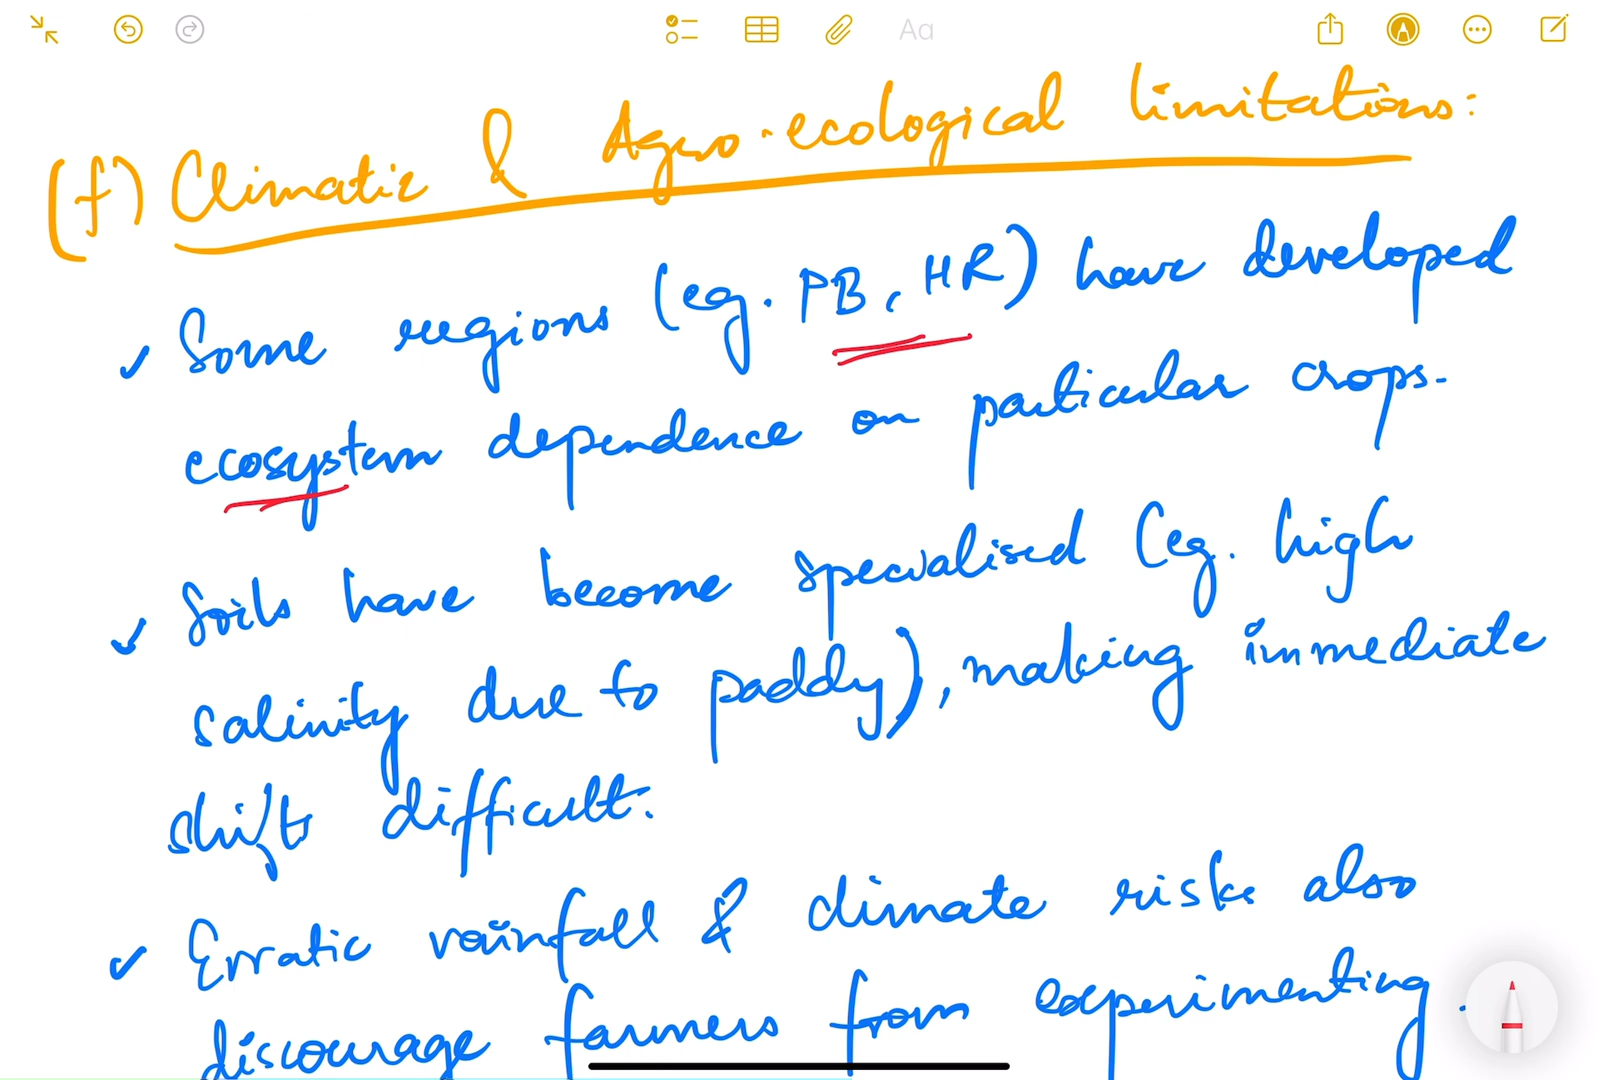 Aa
(f) Climatic & Agro-ecological limitations:
✓ Some regions (eg. PB, HR) have developed
ecosystem dependence on particular crops.
✓ Soils have become specialised (eg. high
salinity due to paddy), making immediate
shift difficult.
✓ Erratic rainfall & climate risks also
discourage farmers from experimenting.